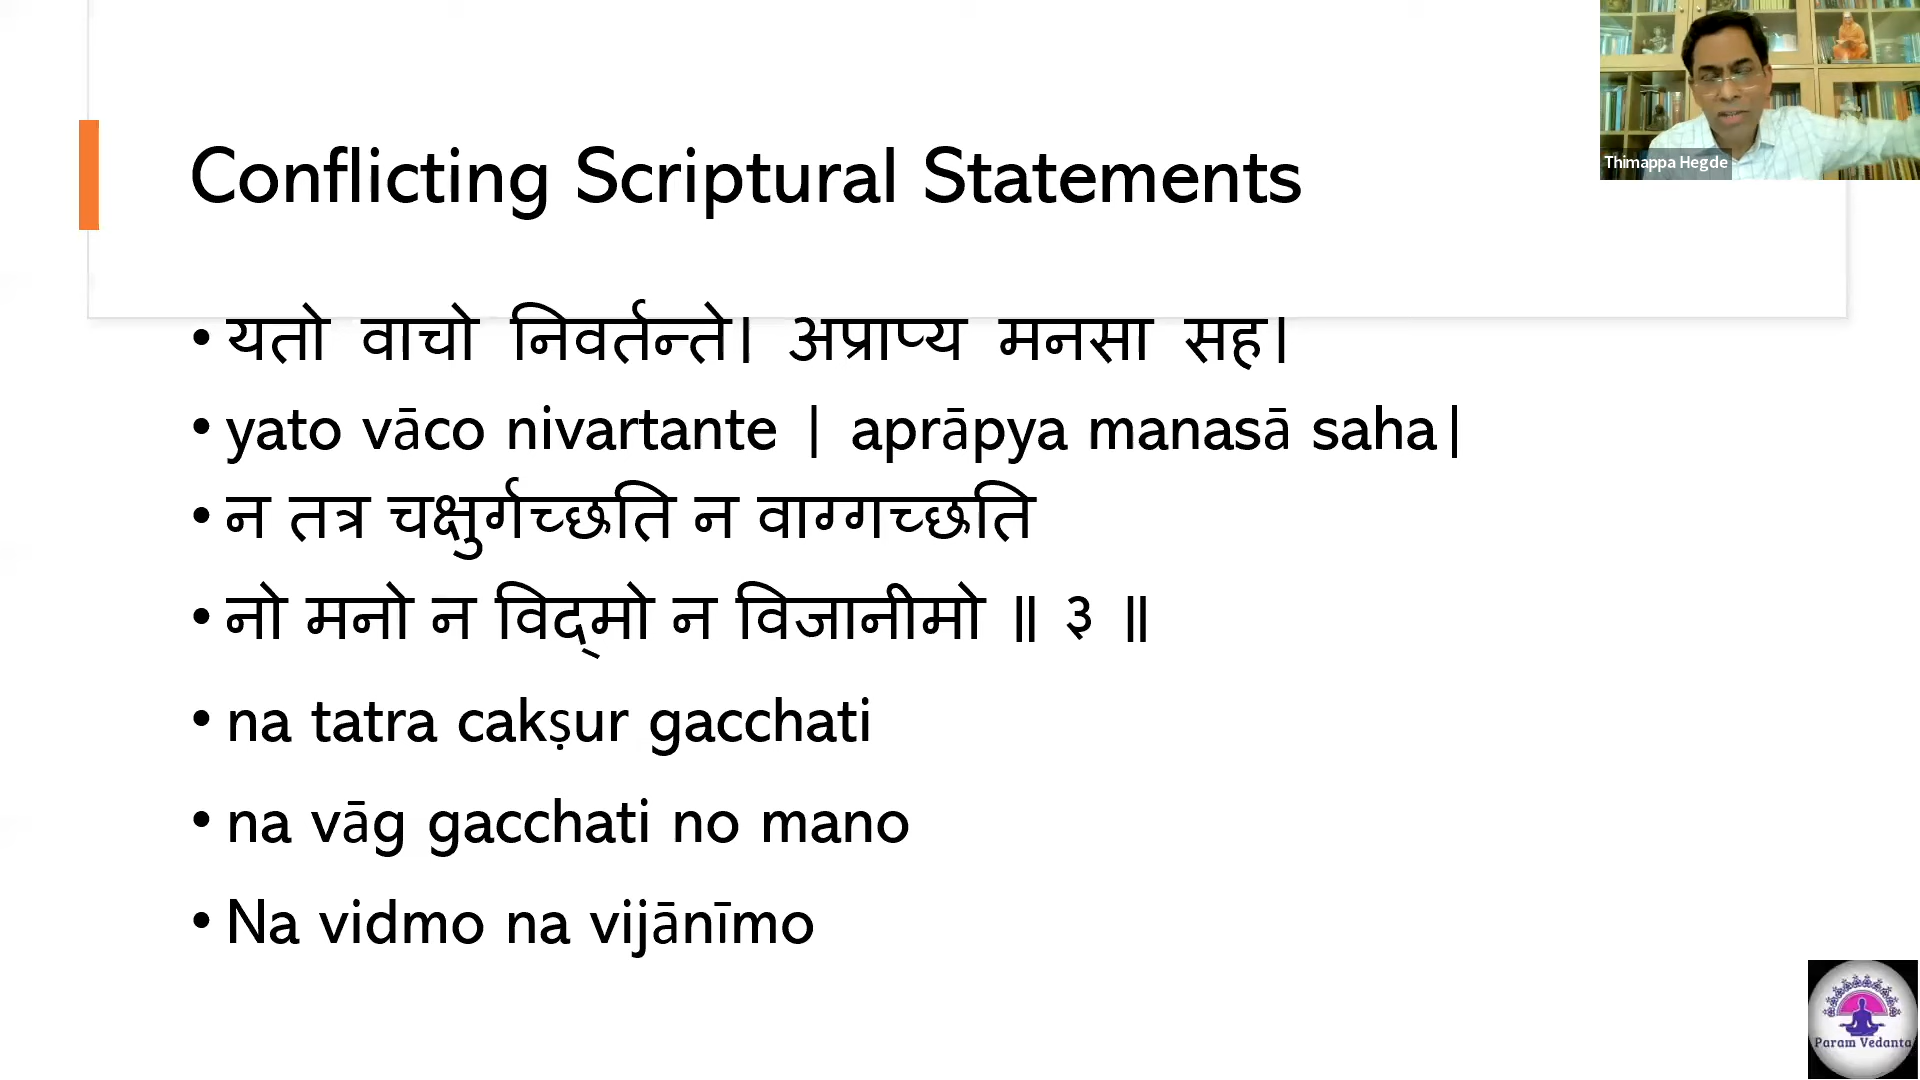 Thimappa Hegde
Conflicting Scriptural Statements
• यतो वाचो निवर्तन्ते। अप्राप्य मनसा सह।
• yato vāco nivartante | aprāpya manasā saha|
• न तत्र चक्षुर्गच्छति न वाग्गच्छति
• नो मनो न विद्‌मो न विजानीमो ॥ ३ ॥
• na tatra cakṣur gacchati
• na vāg gacchati no mano
• Na vidmo na vijānīmo
Param Vedanta